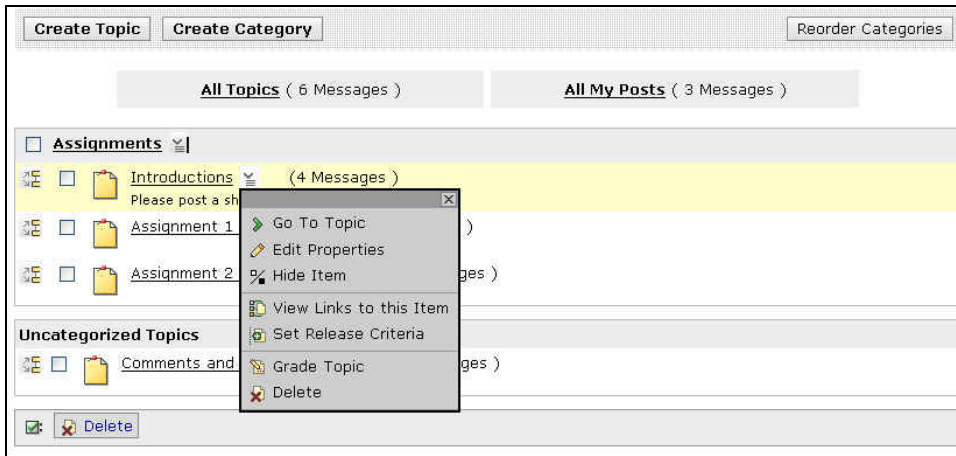 Create Topic Create Category Reorder Categories
All Topics ( 6 Messages ) All My Posts ( 3 Messages )
Assignments
Introductions (4 Messages )
Please post a sh
Go To Topic
Assignment 1 )
Edit Properties
Assignment 2 Hide Item ges )
View Links to this Item
Uncategorized Topics Set Release Criteria
Comments and Grade Topic ges )
Delete
Delete